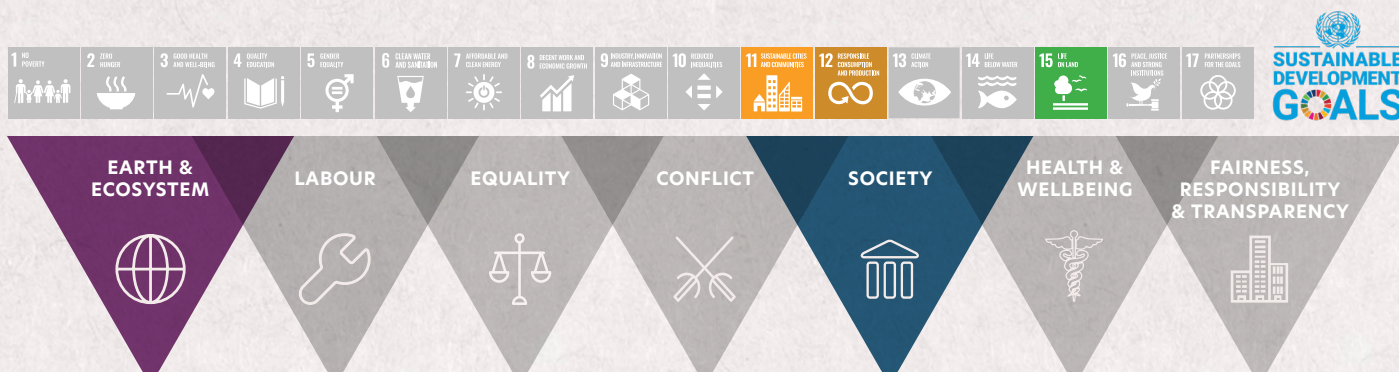 1 NO
POVERTY
2 ZERO
HUNGER
3 GOOD HEALTH
AND WELL-AGING
4 QUALITY
EDUCATION
5 GENDER
EQUALITY
6 CLEAN WATER
AND SANITATION
7 AFFORDABLE AND
CLEAN ENERGY
8 RECENT WORK AND
ECONOMIC GROWTH
9 INDUSTRY, INNOVATION
AND INFRASTRUCTURE
10 REDUCED
INEQUALITIES
11 SUSTAINABLE CITIES
AND COMMUNITIES
12 RESPONSIBLE
CONSUMPTION
AND PRODUCTION
13 CLIMATE
ACTION
14 LIFE
BELOW WATER
15 LIFE
ON LAND
16 PEACE, JUSTICE
AND STRONG
INSTITUTIONS
17 PARTNERSHIPS
FOR THE GOALS
SUSTAINABLE
DEVELOPMENT
GOALS
EARTH &
ECOSYSTEM
LABOUR
EQUALITY
CONFLICT
SOCIETY
HEALTH &
WELLBEING
FAIRNESS,
RESPONSIBILITY
& TRANSPARENCY